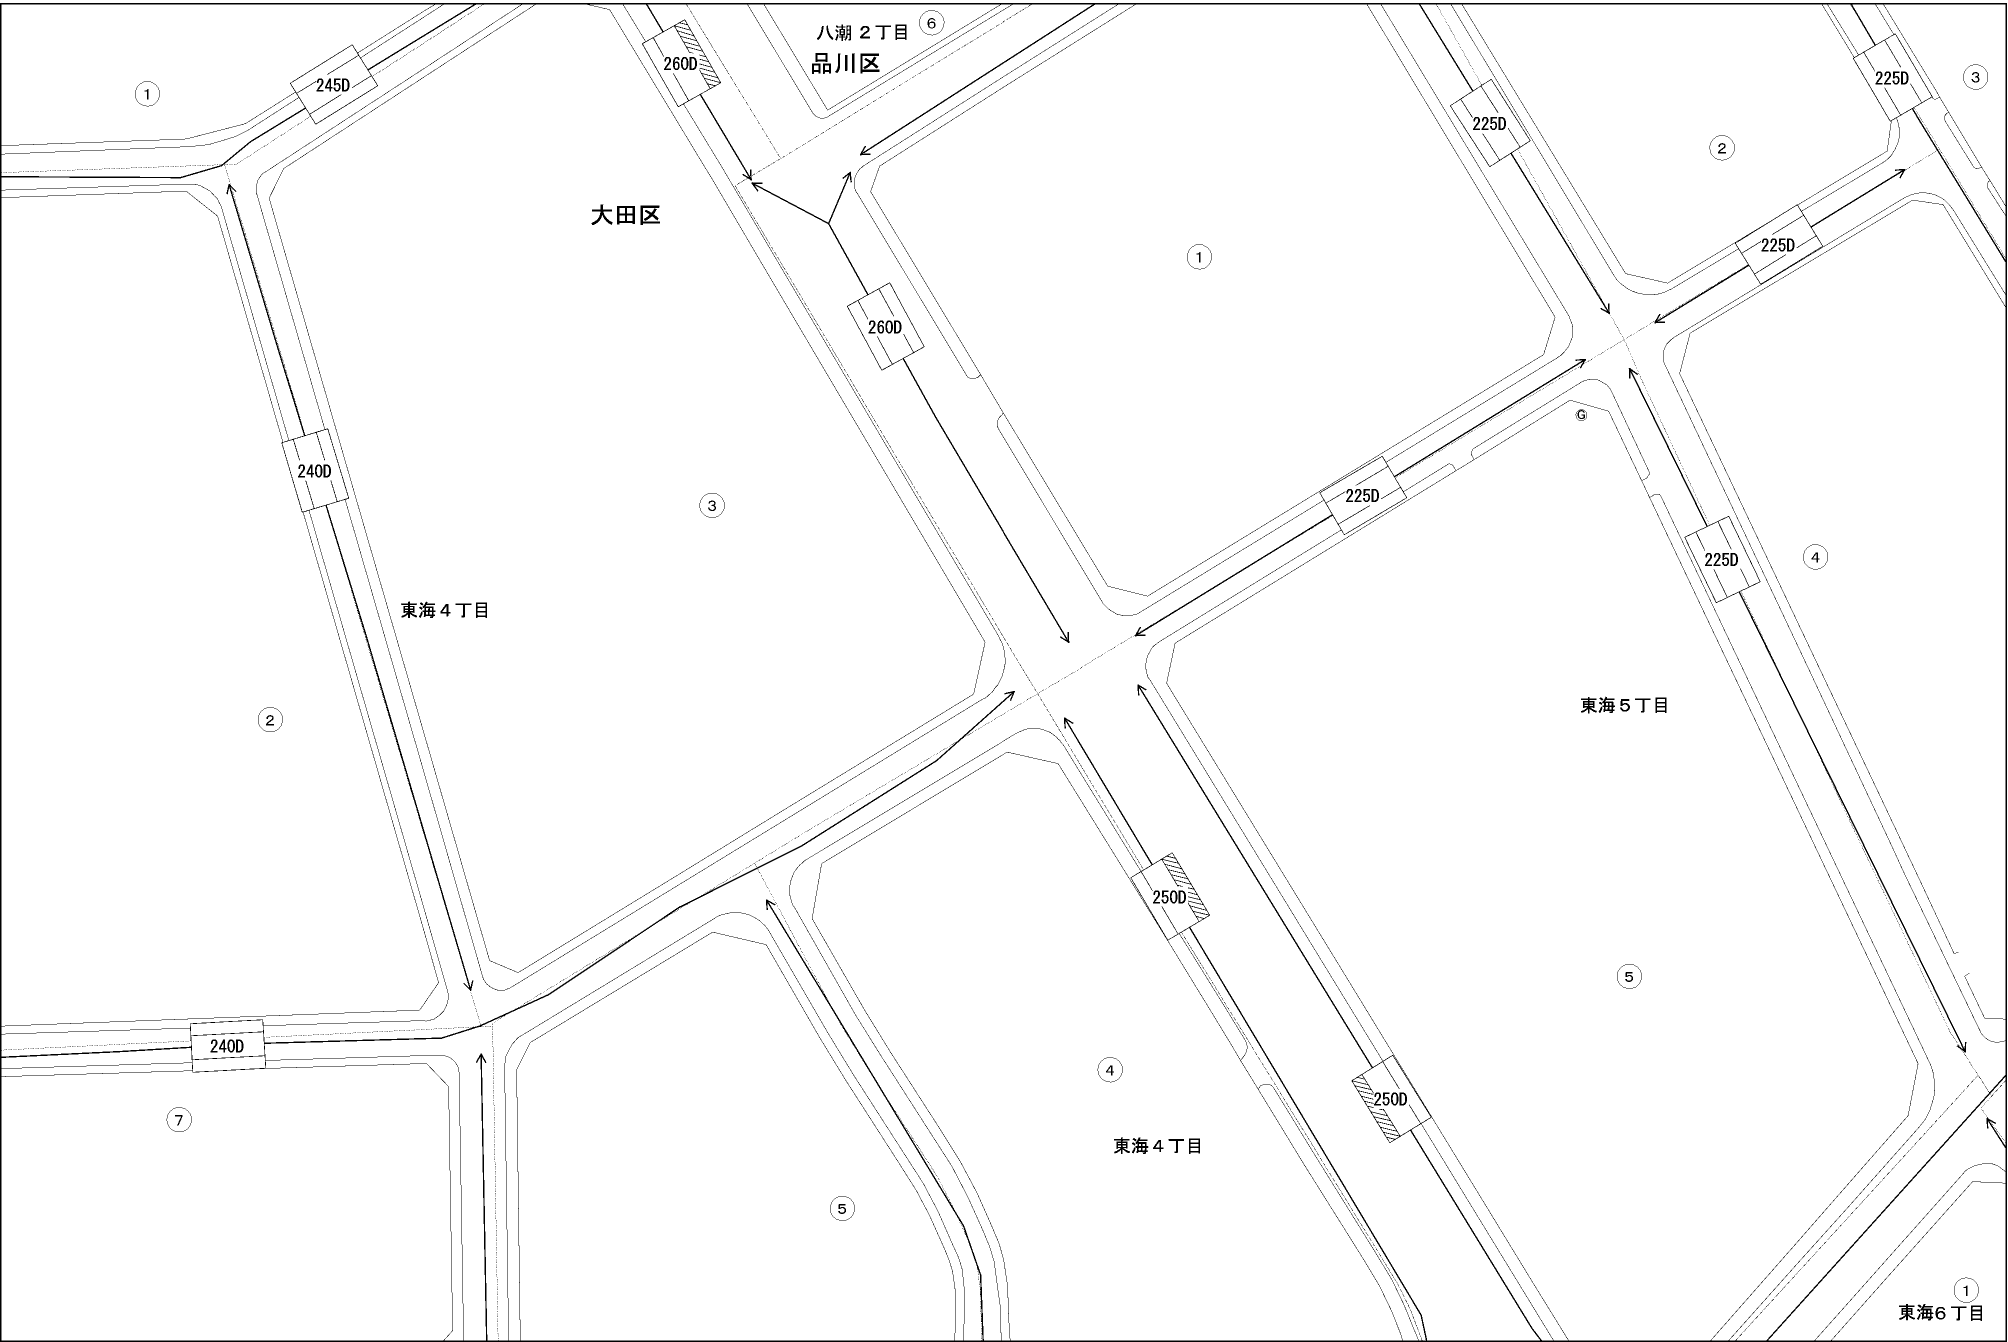 八潮２丁目
⑥
品川区
260D
245D
①
225D
225D
③
②
大田区
225D
①
260D
G
240D
225D
③
225D
④
東海４丁目
東海５丁目
②
250D
⑤
240D
④
250D
⑦
東海４丁目
⑤
①
東海６丁目